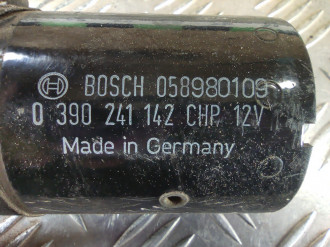 BOSCH 058980109
0 390 241 142 CHP 12V
Made in Germany